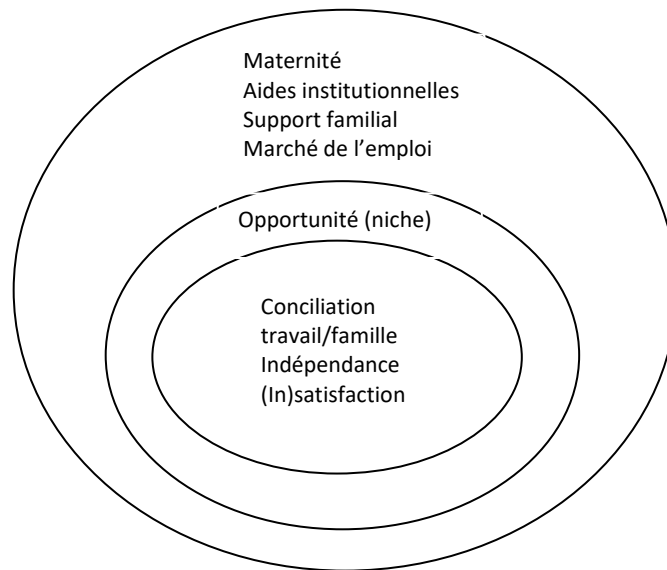 Maternité
Aides institutionnelles
Support familial
Marché de l’emploi
Opportunité (niche)
Conciliation
travail/famille
Indépendance
(In)satisfaction